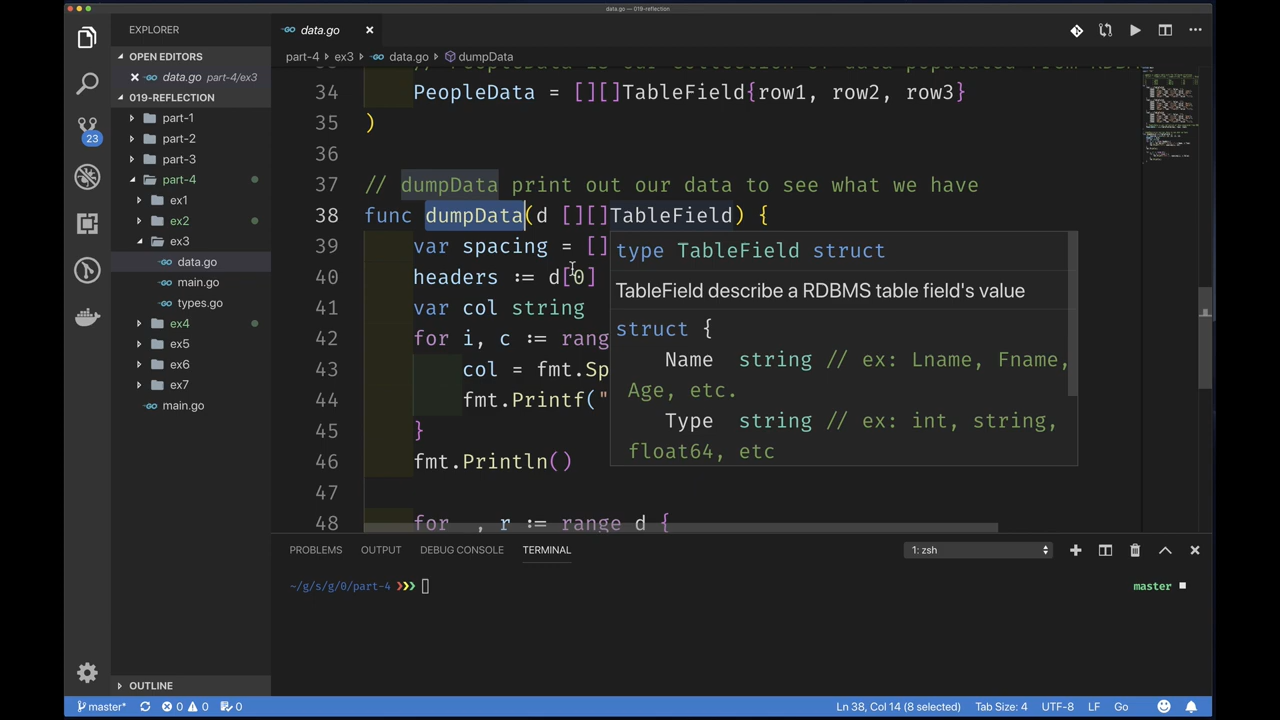 data.go — 019-reflection
EXPLORER
OPEN EDITORS
data.go part-4/ex3
019-REFLECTION
part-1
part-2
part-3
part-4
ex1
ex2
ex3
data.go
main.go
types.go
ex4
ex5
ex6
ex7
main.go
OUTLINE
data.go
part-4 › ex3 › data.go › dumpData
34 PeopleData = [][]TableField{row1, row2, row3}
35 )
36
37 // dumpData print out our data to see what we have
38 func dumpData(d [][]TableField) {
39 var spacing = []
40 headers := d[0]
41 var col string
42 for i, c := rang
43 col = fmt.Sp
44 fmt.Printf("
45 }
46 fmt.Println()
47
48 for _, r := range d {
type TableField struct
TableField describe a RDBMS table field's value
struct {
Name string // ex: Lname, Fname,
Age, etc.
Type string // ex: int, string,
float64, etc
PROBLEMS OUTPUT DEBUG CONSOLE TERMINAL 1: zsh
~/g/s/g/0/part-4 ❯❯❯ master
23
master* 0 0 0 Ln 38, Col 14 (8 selected) Tab Size: 4 UTF-8 LF Go